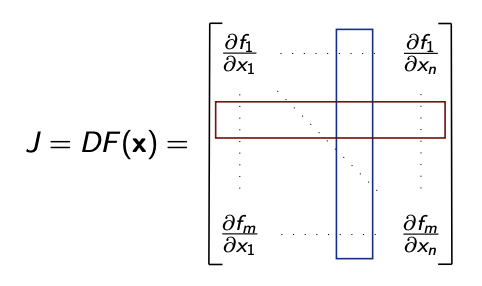 ∂f₁/∂x₁ . . . . . . . . . ∂f₁/∂xₙ
J = DF(𝐱) =
∂fₘ/∂x₁ . . . . . . . . . ∂fₘ/∂xₙ